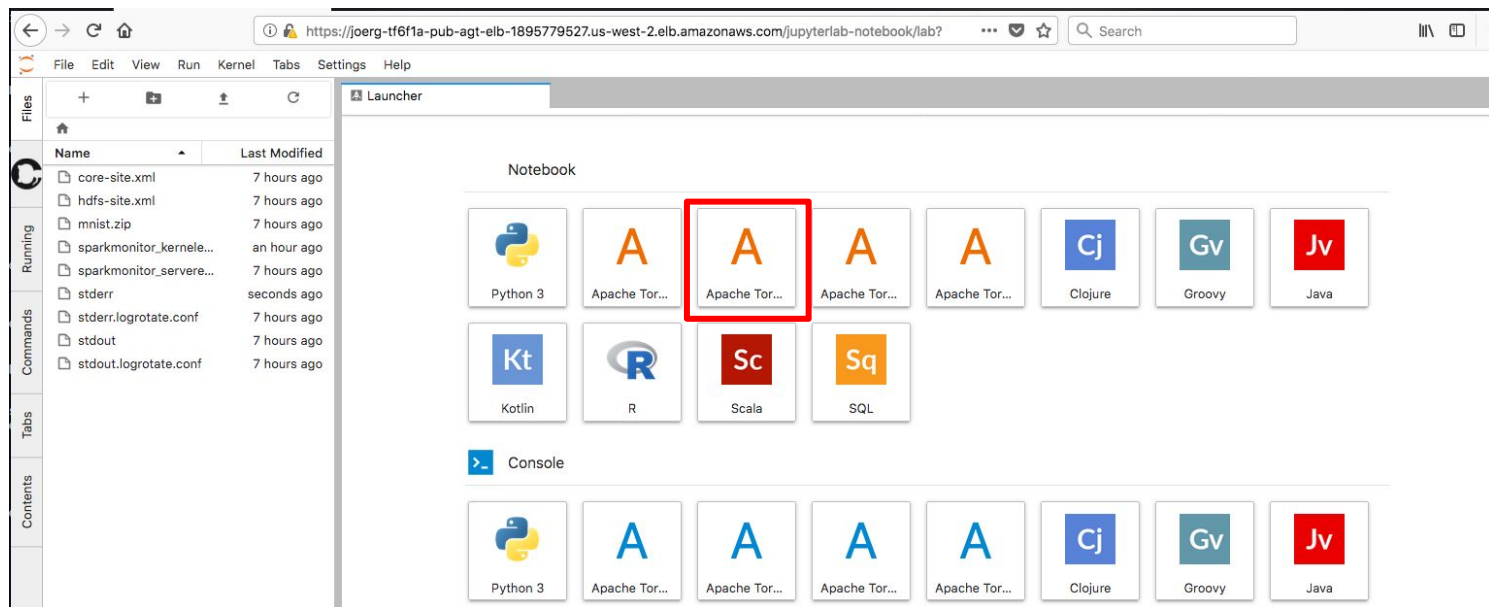 https://joerg-tf6f1a-pub-agt-elb-1895779527.us-west-2.elb.amazonaws.com/jupyterlab-notebook/lab?
Search
File Edit View Run Kernel Tabs Settings Help
Files
Running
Commands
Tabs
Contents
Name Last Modified
core-site.xml 7 hours ago
hdfs-site.xml 7 hours ago
mnist.zip 7 hours ago
sparkmonitor_kernele... an hour ago
sparkmonitor_servere... 7 hours ago
stderr seconds ago
stderr.logrotate.conf 7 hours ago
stdout 7 hours ago
stdout.logrotate.conf 7 hours ago
Launcher
Notebook
A A A A Cj Gv Jv
Python 3 Apache Tor... Apache Tor... Apache Tor... Apache Tor... Clojure Groovy Java
Kt R Sc Sq
Kotlin R Scala SQL
Console
A A A A Cj Gv Jv
Python 3 Apache Tor... Apache Tor... Apache Tor... Apache Tor... Clojure Groovy Java